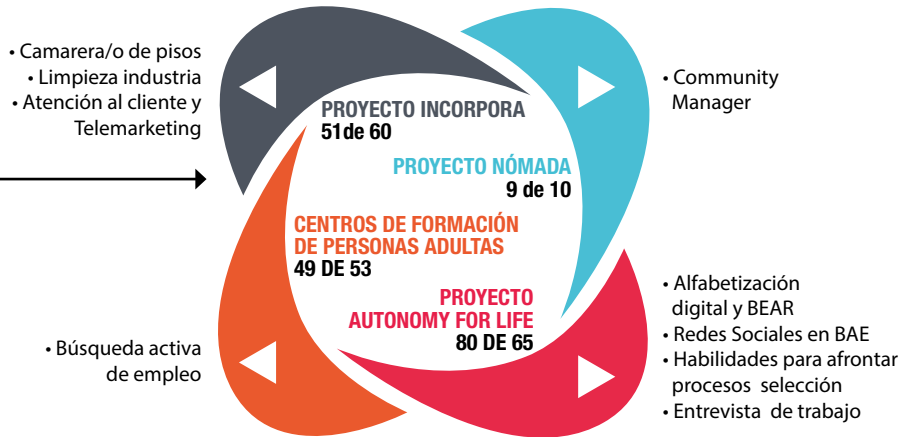 • Camarera/o de pisos
• Limpieza industria
• Atención al cliente y
Telemarketing
PROYECTO INCORPORA
51de 60
• Community
Manager
PROYECTO NÓMADA
9 de 10
CENTROS DE FORMACIÓN
DE PERSONAS ADULTAS
49 DE 53
• Búsqueda activa
de empleo
PROYECTO
AUTONOMY FOR LIFE
80 DE 65
• Alfabetización
digital y BEAR
• Redes Sociales en BAE
• Habilidades para afrontar
procesos selección
• Entrevista de trabajo